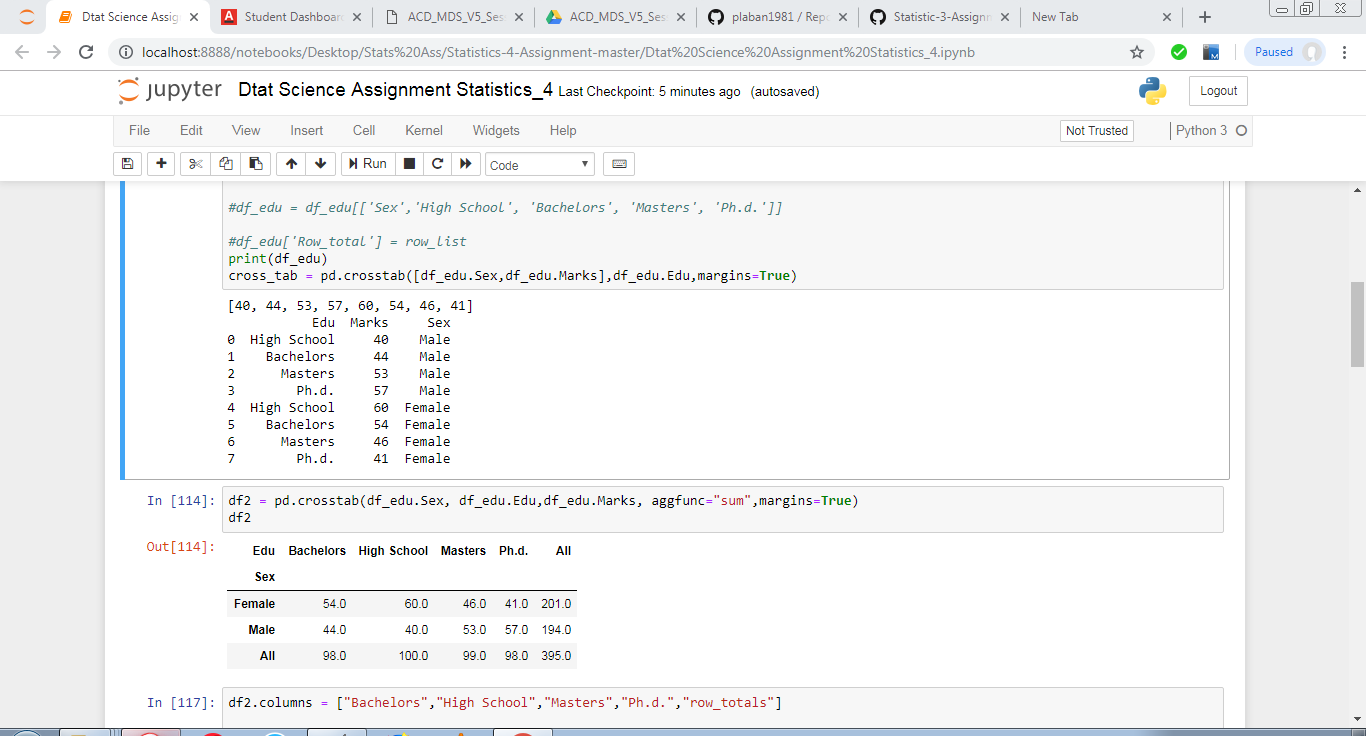 Dtat Science Assig
Student Dashboard
ACD_MDS_V5_Ses
ACD_MDS_V5_Ses
plaban1981 / Repo
Statistic-3-Assignm
New Tab
localhost:8888/notebooks/Desktop/Stats%20Ass/Statistics-4-Assignment-master/Dtat%20Science%20Assignment%20Statistics_4.ipynb
Paused
jupyter Dtat Science Assignment Statistics_4 Last Checkpoint: 5 minutes ago (autosaved)
Logout
File Edit View Insert Cell Kernel Widgets Help
Not Trusted
Python 3
Run
Code
#df_edu = df_edu[['Sex','High School', 'Bachelors', 'Masters', 'Ph.d.']]
#df_edu['Row_total'] = row_list
print(df_edu)
cross_tab = pd.crosstab([df_edu.Sex,df_edu.Marks],df_edu.Edu,margins=True)
[40, 44, 53, 57, 60, 54, 46, 41]
Edu Marks Sex
0 High School 40 Male
1 Bachelors 44 Male
2 Masters 53 Male
3 Ph.d. 57 Male
4 High School 60 Female
5 Bachelors 54 Female
6 Masters 46 Female
7 Ph.d. 41 Female
In [114]: df2 = pd.crosstab(df_edu.Sex, df_edu.Edu,df_edu.Marks, aggfunc="sum",margins=True)
df2
Out[114]:
Edu Bachelors High School Masters Ph.d. All
Sex
Female 54.0 60.0 46.0 41.0 201.0
Male 44.0 40.0 53.0 57.0 194.0
All 98.0 100.0 99.0 98.0 395.0
In [117]: df2.columns = ["Bachelors","High School","Masters","Ph.d.","row_totals"]